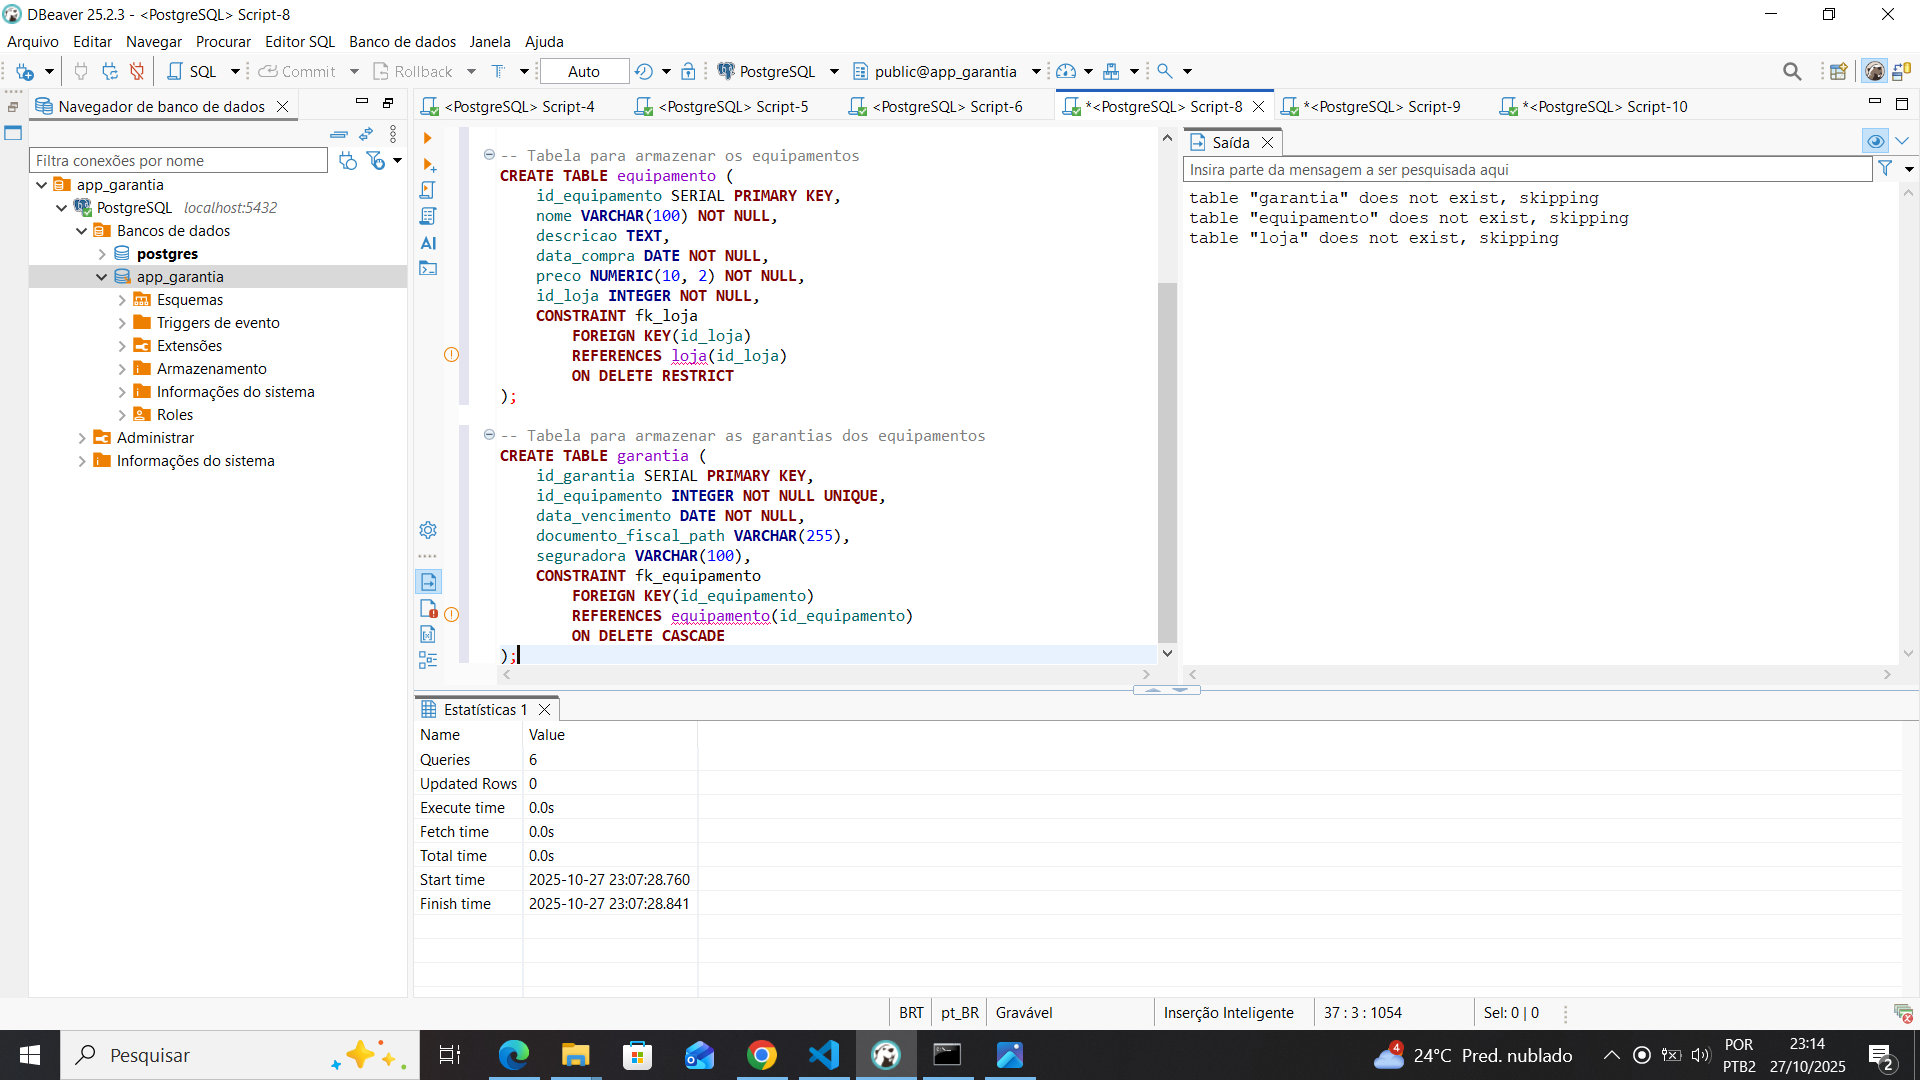 DBeaver 25.2.3 - <PostgreSQL> Script-8
Arquivo Editar Navegar Procurar Editor SQL Banco de dados Janela Ajuda
SQL Commit Rollback T Auto PostgreSQL public@app_garantia
Navegador de banco de dados
<PostgreSQL> Script-4 <PostgreSQL> Script-5 <PostgreSQL> Script-6 *<PostgreSQL> Script-8 *<PostgreSQL> Script-9 *<PostgreSQL> Script-10
Filtra conexões por nome
app_garantia
PostgreSQL localhost:5432
Bancos de dados
postgres
app_garantia
Esquemas
Triggers de evento
Extensões
Armazenamento
Informações do sistema
Roles
Administrar
Informações do sistema
AI
-- Tabela para armazenar os equipamentos
CREATE TABLE equipamento (
id_equipamento SERIAL PRIMARY KEY,
nome VARCHAR(100) NOT NULL,
descricao TEXT,
data_compra DATE NOT NULL,
preco NUMERIC(10, 2) NOT NULL,
id_loja INTEGER NOT NULL,
CONSTRAINT fk_loja
FOREIGN KEY(id_loja)
REFERENCES loja(id_loja)
ON DELETE RESTRICT
);
-- Tabela para armazenar as garantias dos equipamentos
CREATE TABLE garantia (
id_garantia SERIAL PRIMARY KEY,
id_equipamento INTEGER NOT NULL UNIQUE,
data_vencimento DATE NOT NULL,
documento_fiscal_path VARCHAR(255),
seguradora VARCHAR(100),
CONSTRAINT fk_equipamento
FOREIGN KEY(id_equipamento)
REFERENCES equipamento(id_equipamento)
ON DELETE CASCADE
);
Saída
Insira parte da mensagem a ser pesquisada aqui
table "garantia" does not exist, skipping
table "equipamento" does not exist, skipping
table "loja" does not exist, skipping
Estatísticas 1
Name Value
Queries 6
Updated Rows 0
Execute time 0.0s
Fetch time 0.0s
Total time 0.0s
Start time 2025-10-27 23:07:28.760
Finish time 2025-10-27 23:07:28.841
BRT pt_BR Gravável Inserção Inteligente 37 : 3 : 1054 Sel: 0 | 0
Pesquisar
4 24°C Pred. nublado
POR
PTB2
23:14
27/10/2025
2